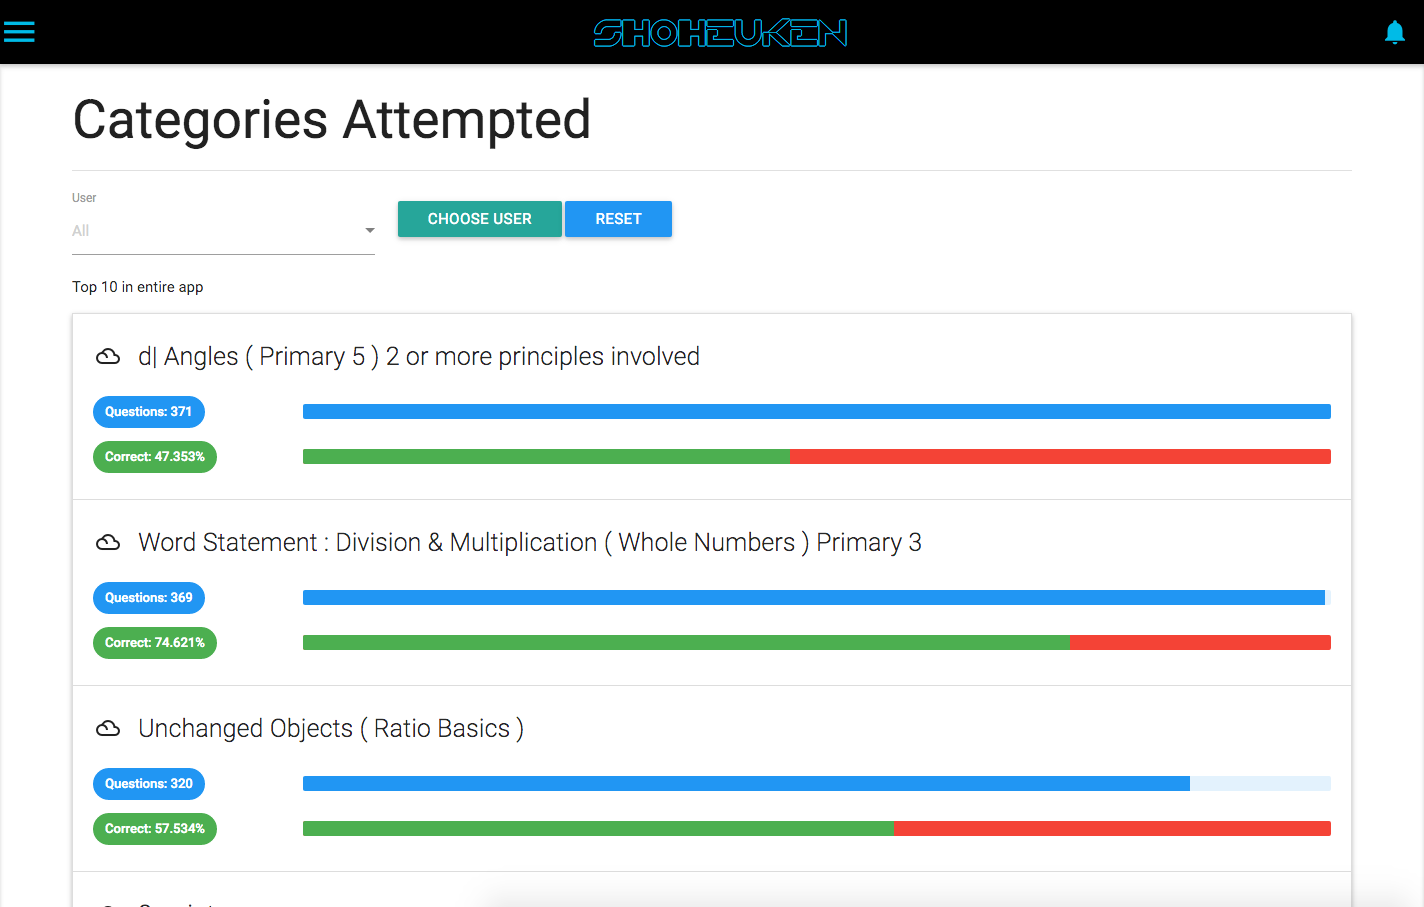 SHOHEUKEN
Categories Attempted
User
All
CHOOSE USER
RESET
Top 10 in entire app
d| Angles ( Primary 5 ) 2 or more principles involved
Questions: 371
Correct: 47.353%
Word Statement : Division & Multiplication ( Whole Numbers ) Primary 3
Questions: 369
Correct: 74.621%
Unchanged Objects ( Ratio Basics )
Questions: 320
Correct: 57.534%